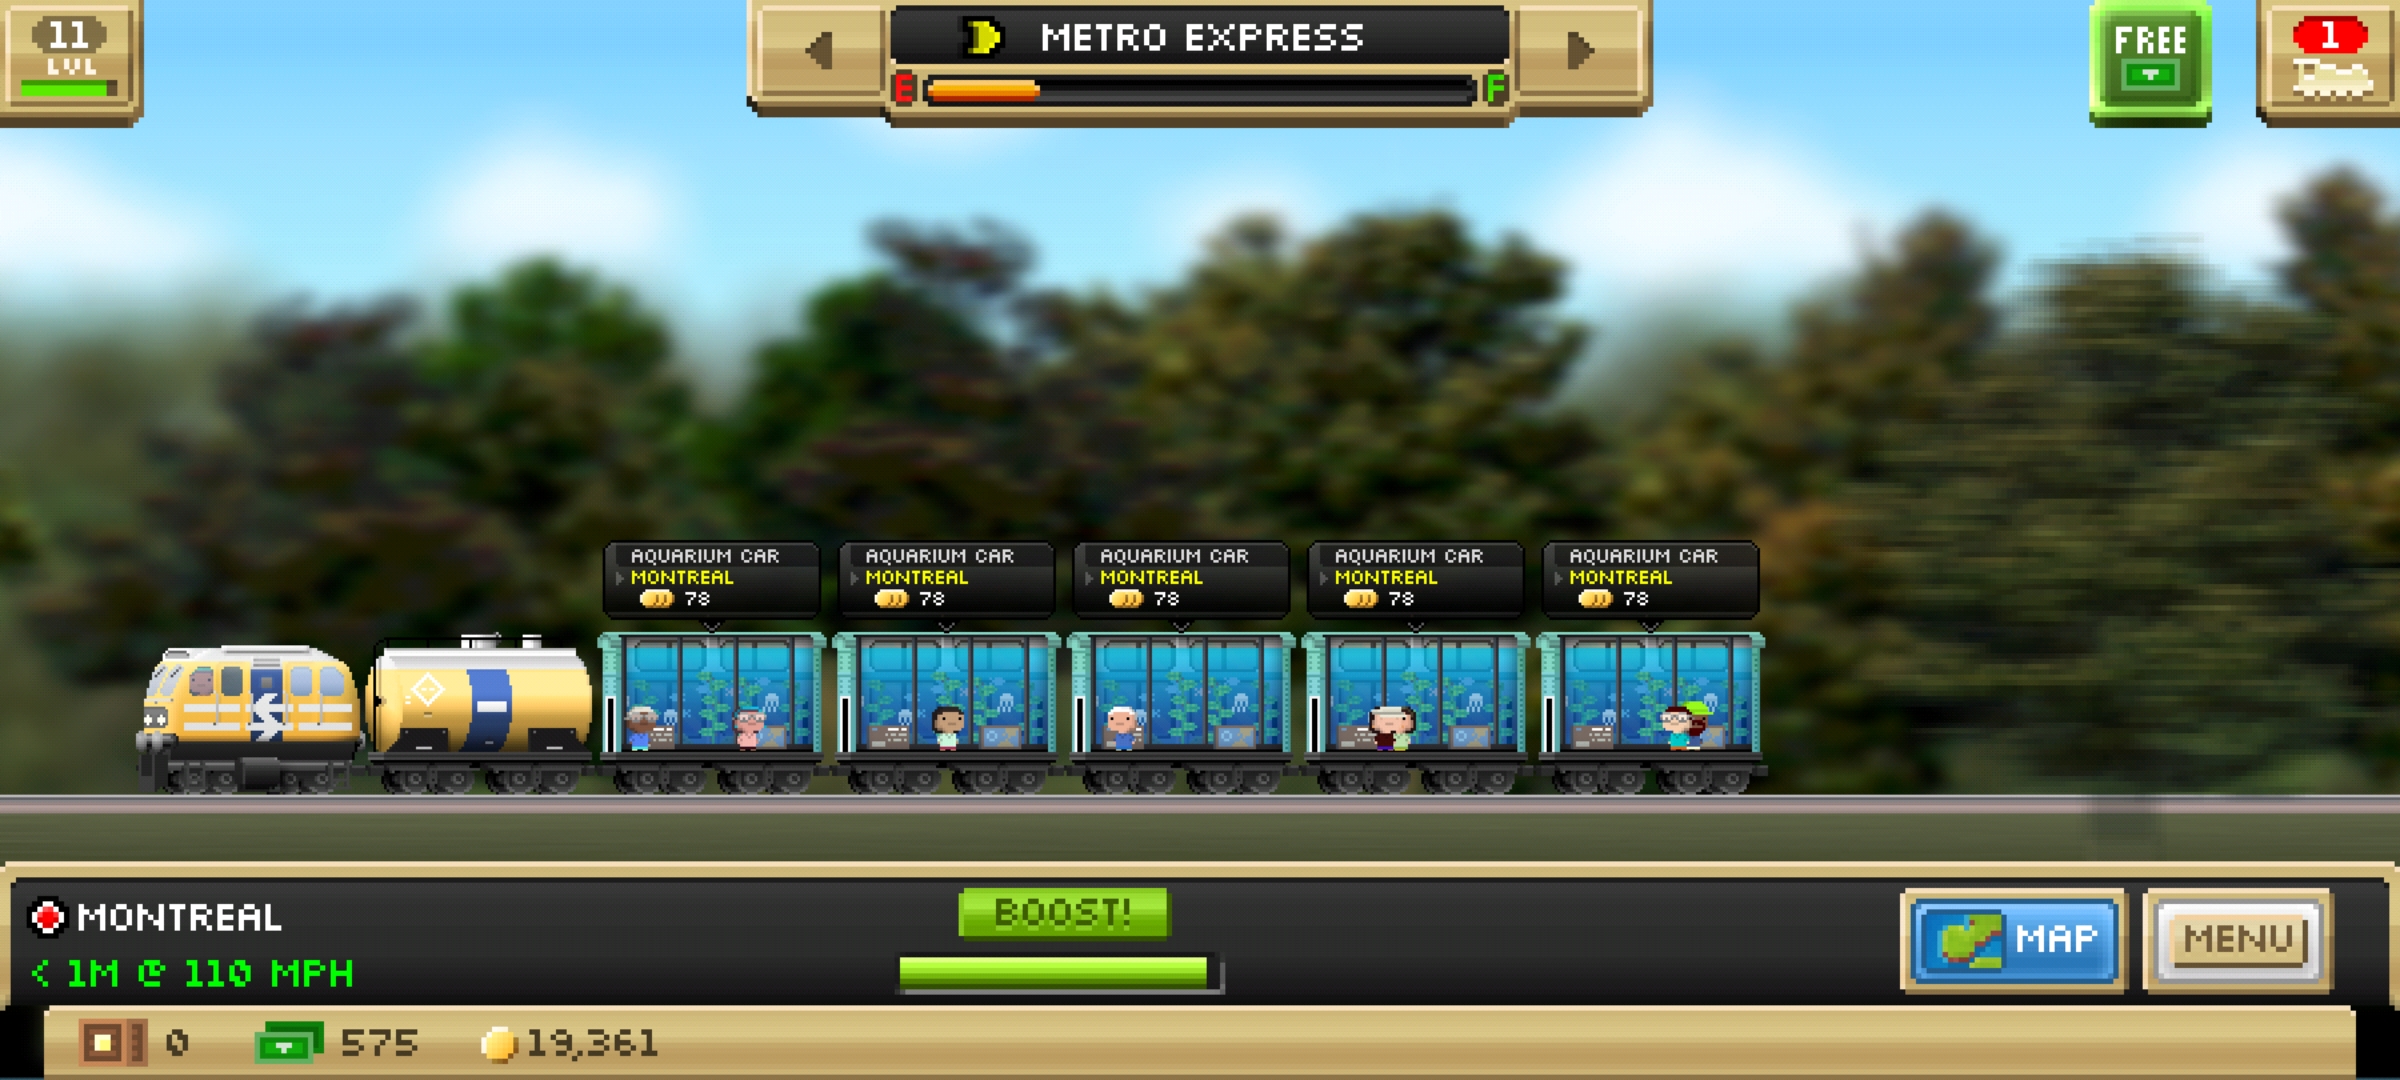 11
LVL
METRO EXPRESS
E F
FREE
1
AQUARIUM CAR
MONTREAL
78
AQUARIUM CAR
MONTREAL
78
AQUARIUM CAR
MONTREAL
78
AQUARIUM CAR
MONTREAL
78
AQUARIUM CAR
MONTREAL
78
MONTREAL
< 1M @ 110 MPH
BOOST!
MAP
MENU
0
575
19,361